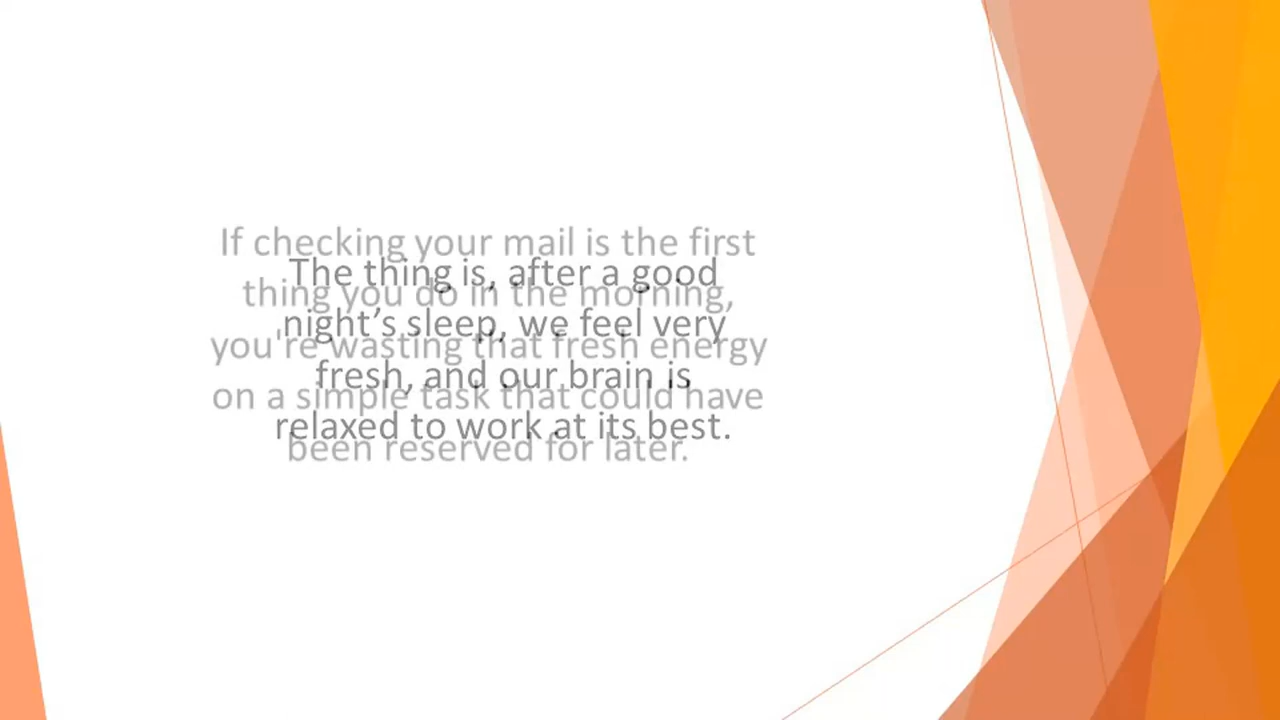 The thing is, after a good
night’s sleep, we feel very
fresh, and our brain is
relaxed to work at its best.
If checking your mail is the first
thing you do in the morning,
you're wasting that fresh energy
on a simple task that could have
been reserved for later.